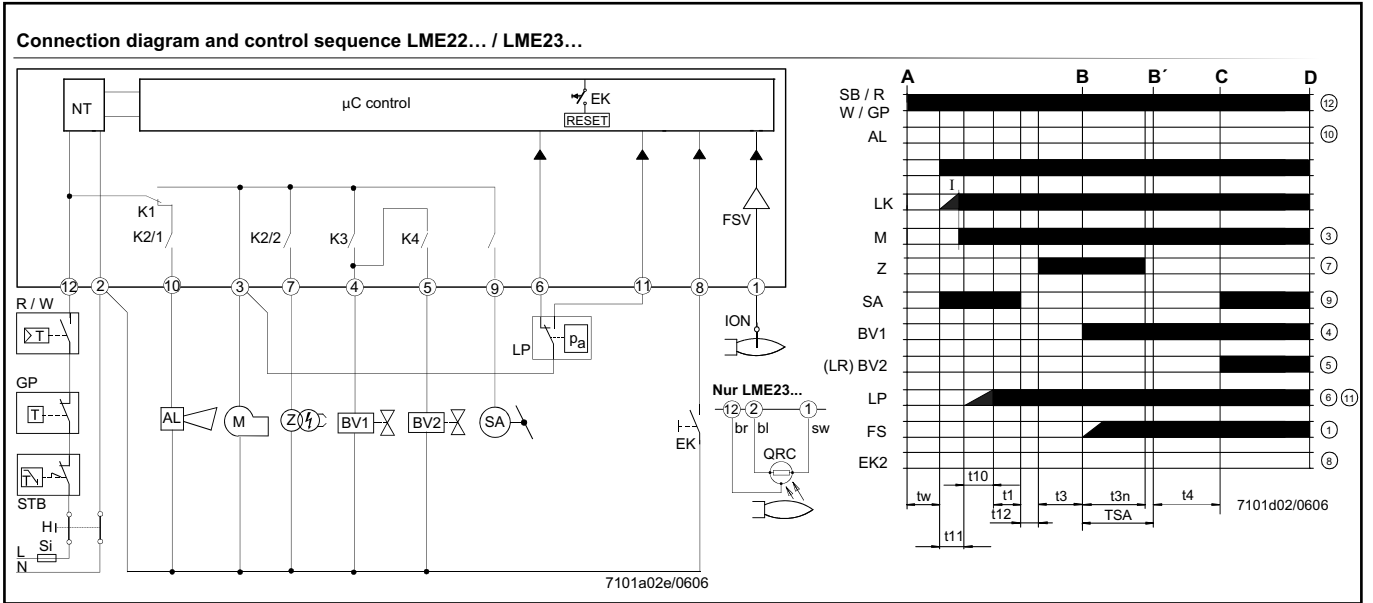 Connection diagram and control sequence LME22… / LME23…
NT
µC control
EK
RESET
K1
K2/1
K2/2
K3
K4
FSV
12
2
10
3
7
4
5
9
6
11
8
1
R / W
T
GP
T
STB
H
L
Si
N
AL
M
Z
BV1
BV2
SA
LP
pa
ION
EK
Nur LME23...
12
2
1
br
bl
sw
QRC
7101a02e/0606
A
B
B´
C
D
SB / R
W / GP
12
AL
10
I
LK
M
3
Z
7
SA
9
BV1
4
(LR) BV2
5
LP
6
11
FS
1
EK2
8
tw
t10
t1
t12
t11
t3
t3n
TSA
t4
7101d02/0606